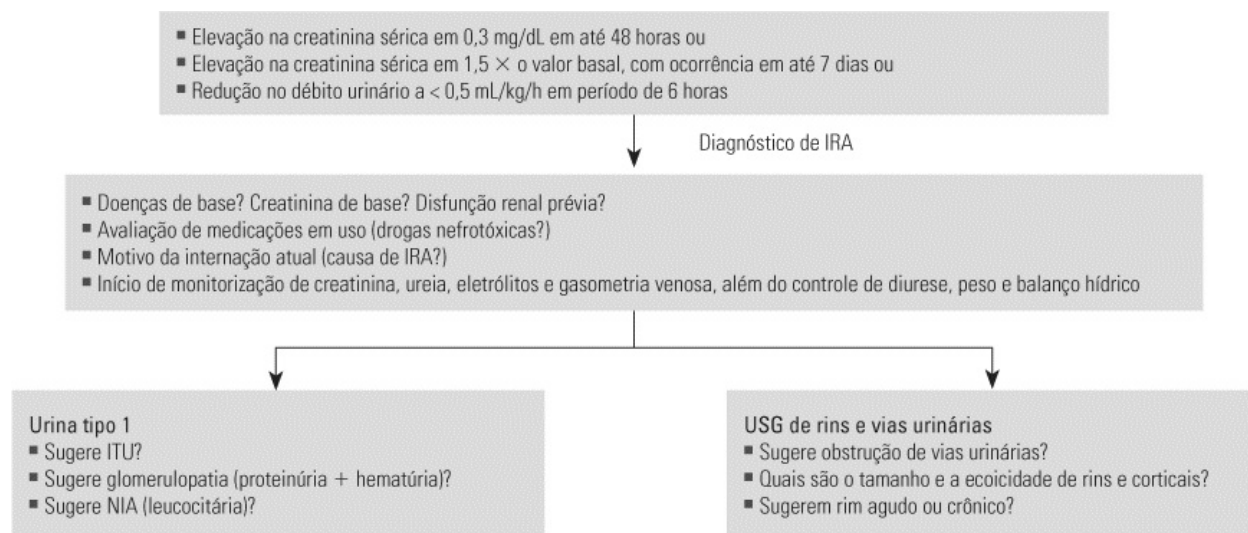 ▪ Elevação na creatinina sérica em 0,3 mg/dL em até 48 horas ou
▪ Elevação na creatinina sérica em 1,5 × o valor basal, com ocorrência em até 7 dias ou
▪ Redução no débito urinário a < 0,5 mL/kg/h em período de 6 horas
Diagnóstico de IRA
▪ Doenças de base? Creatinina de base? Disfunção renal prévia?
▪ Avaliação de medicações em uso (drogas nefrotóxicas?)
▪ Motivo da internação atual (causa de IRA?)
▪ Início de monitorização de creatinina, ureia, eletrólitos e gasometria venosa, além do controle de diurese, peso e balanço hídrico
Urina tipo 1
▪ Sugere ITU?
▪ Sugere glomerulopatia (proteinúria + hematúria)?
▪ Sugere NIA (leucocitária)?
USG de rins e vias urinárias
▪ Sugere obstrução de vias urinárias?
▪ Quais são o tamanho e a ecoicidade de rins e corticais?
▪ Sugerem rim agudo ou crônico?